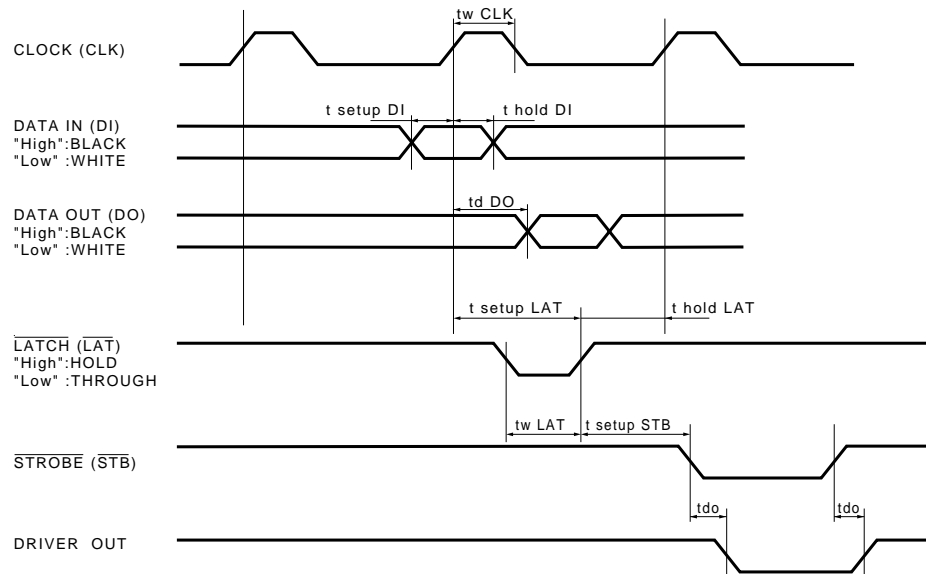 tw CLK
CLOCK (CLK)
t setup DI
t hold DI
DATA IN (DI)
"High":BLACK
"Low" :WHITE
td DO
DATA OUT (DO)
"High":BLACK
"Low" :WHITE
t setup LAT
t hold LAT
LATCH (LAT)
"High":HOLD
"Low" :THROUGH
tw LAT
t setup STB
STROBE (STB)
tdo
tdo
DRIVER OUT